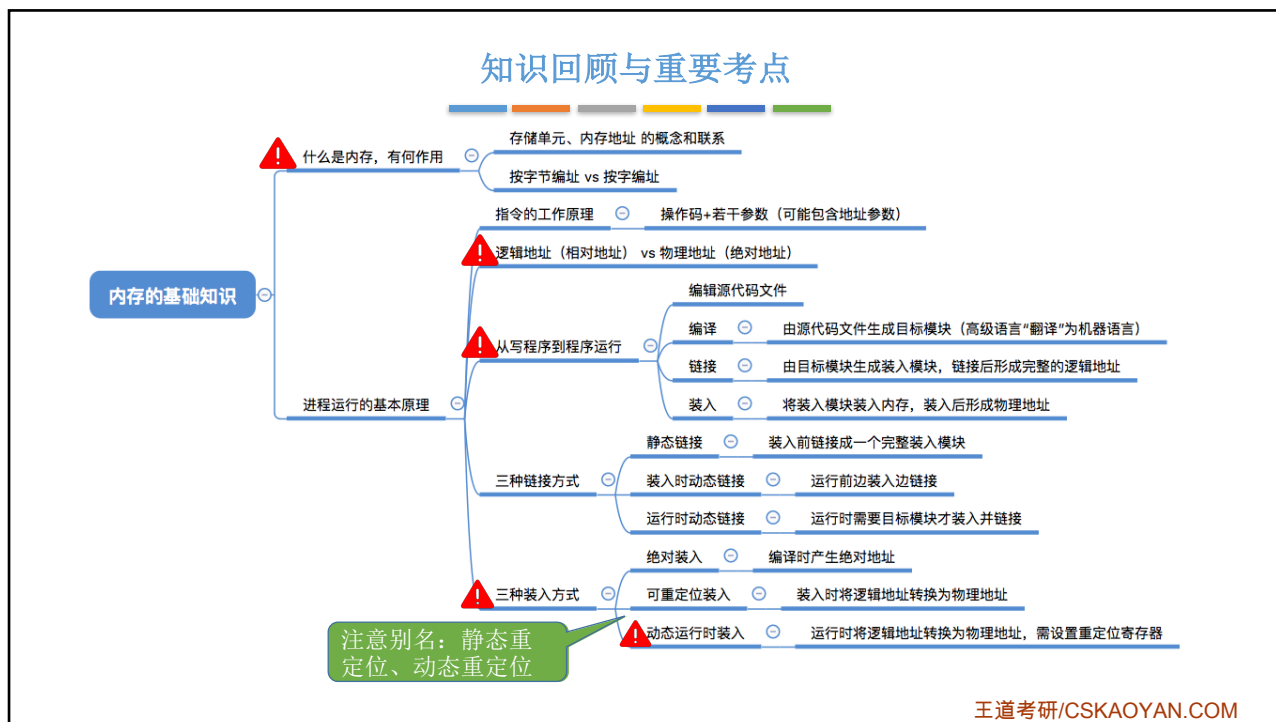 知识回顾与重要考点
什么是内存，有何作用
存储单元、内存地址 的概念和联系
按字节编址 vs 按字编址
内存的基础知识
进程运行的基本原理
指令的工作原理
操作码+若干参数（可能包含地址参数）
逻辑地址（相对地址） vs 物理地址（绝对地址）
从写程序到程序运行
编辑源代码文件
编译
由源代码文件生成目标模块（高级语言“翻译”为机器语言）
链接
由目标模块生成装入模块，链接后形成完整的逻辑地址
装入
将装入模块装入内存，装入后形成物理地址
三种链接方式
静态链接
装入前链接成一个完整装入模块
装入时动态链接
运行前边装入边链接
运行时动态链接
运行时需要目标模块才装入并链接
三种装入方式
绝对装入
编译时产生绝对地址
可重定位装入
装入时将逻辑地址转换为物理地址
动态运行时装入
运行时将逻辑地址转换为物理地址，需设置重定位寄存器
注意别名：静态重
定位、动态重定位
王道考研/CSKAOYAN.COM